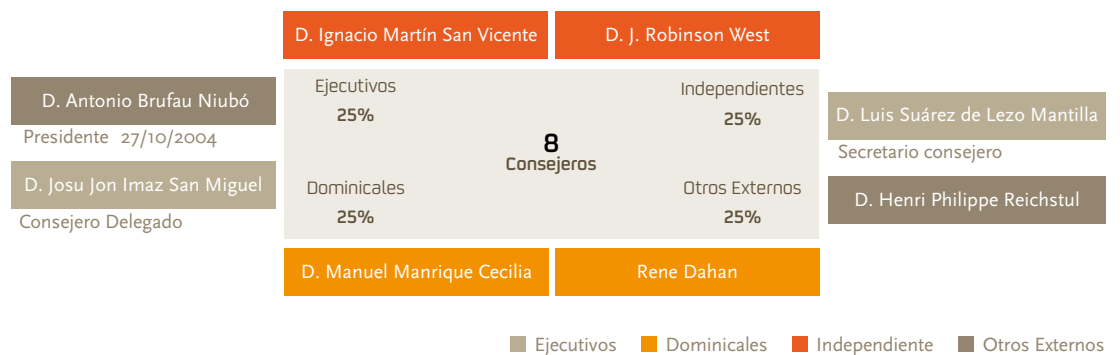 D. Ignacio Martín San Vicente
D. J. Robinson West
D. Antonio Brufau Niubó
Presidente 27/10/2004
D. Josu Jon Imaz San Miguel
Consejero Delegado
Ejecutivos
25%
Independientes
25%
8
Consejeros
Dominicales
25%
Otros Externos
25%
D. Luis Suárez de Lezo Mantilla
Secretario consejero
D. Henri Philippe Reichstul
D. Manuel Manrique Cecilia
Rene Dahan
Ejecutivos
Dominicales
Independiente
Otros Externos